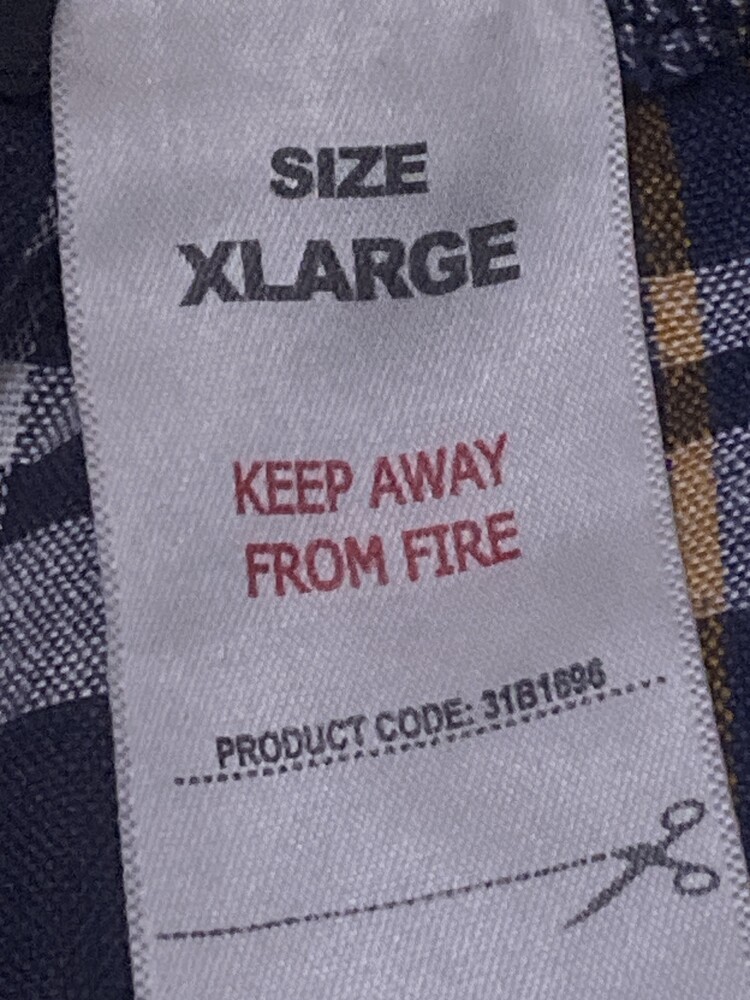 SIZE
XLARGE
KEEP AWAY
FROM FIRE
PRODUCT CODE: 31B1696